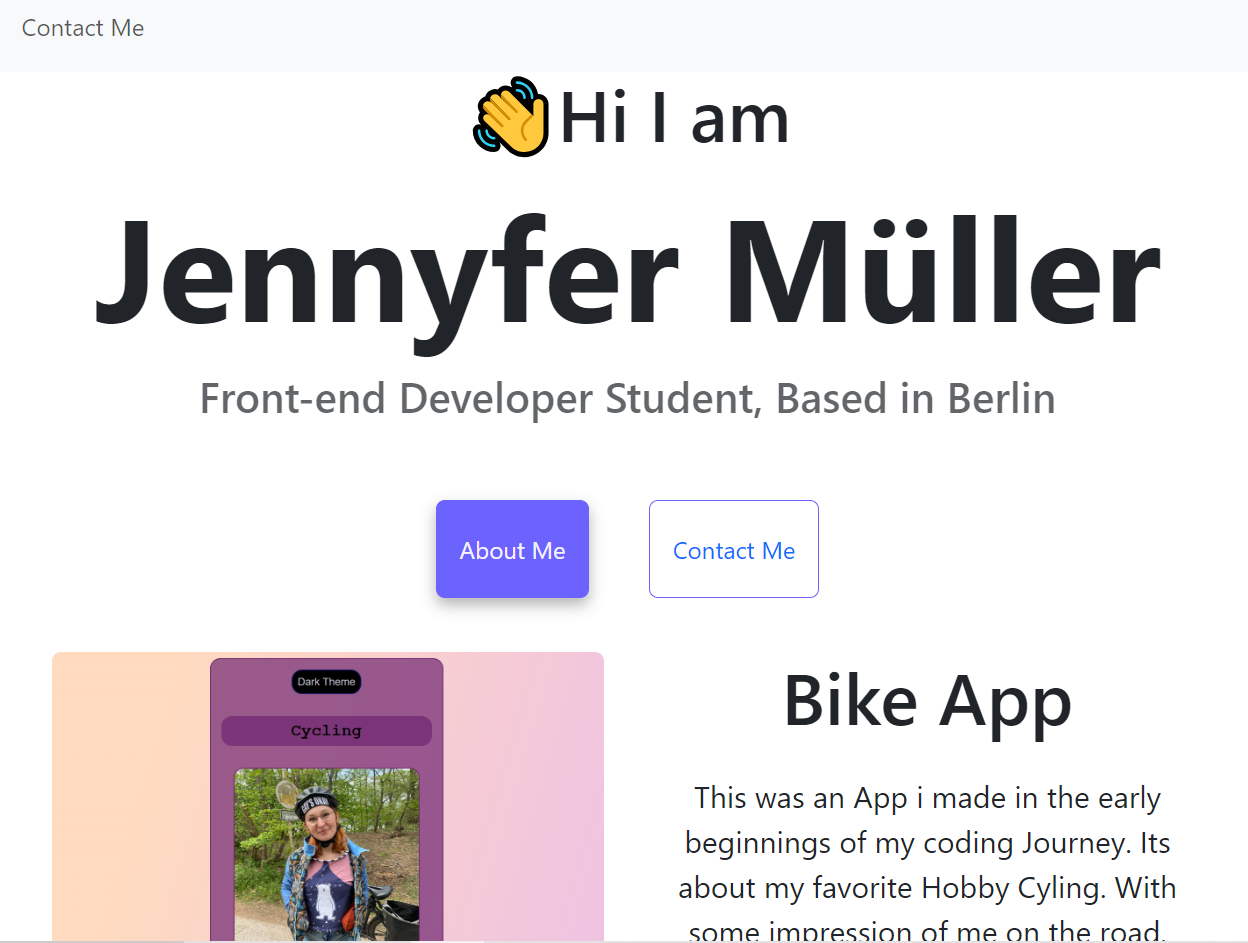 Contact Me
👋Hi I am
Jennyfer Müller
Front-end Developer Student, Based in Berlin
About Me
Contact Me
Dark Theme
Cycling
Bike App
This was an App i made in the early
beginnings of my coding Journey. Its
about my favorite Hobby Cyling. With
some impression of me on the road.